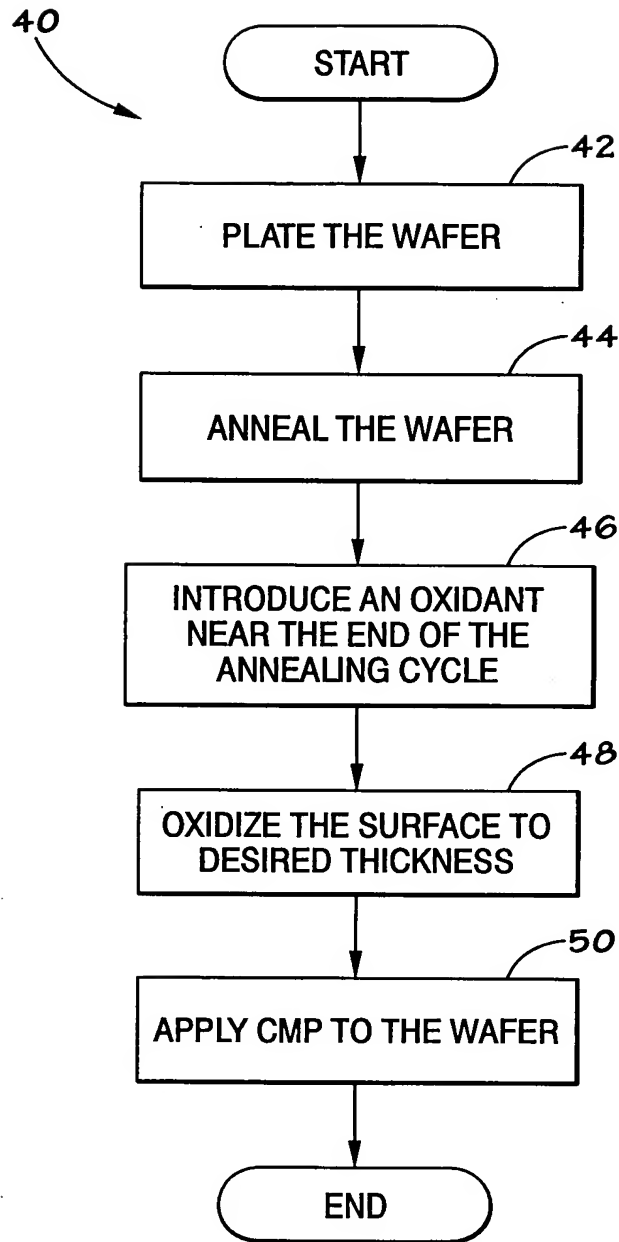 40
START
42
PLATE THE WAFER
44
ANNEAL THE WAFER
46
INTRODUCE AN OXIDANT
NEAR THE END OF THE
ANNEALING CYCLE
48
OXIDIZE THE SURFACE TO
DESIRED THICKNESS
50
APPLY CMP TO THE WAFER
END